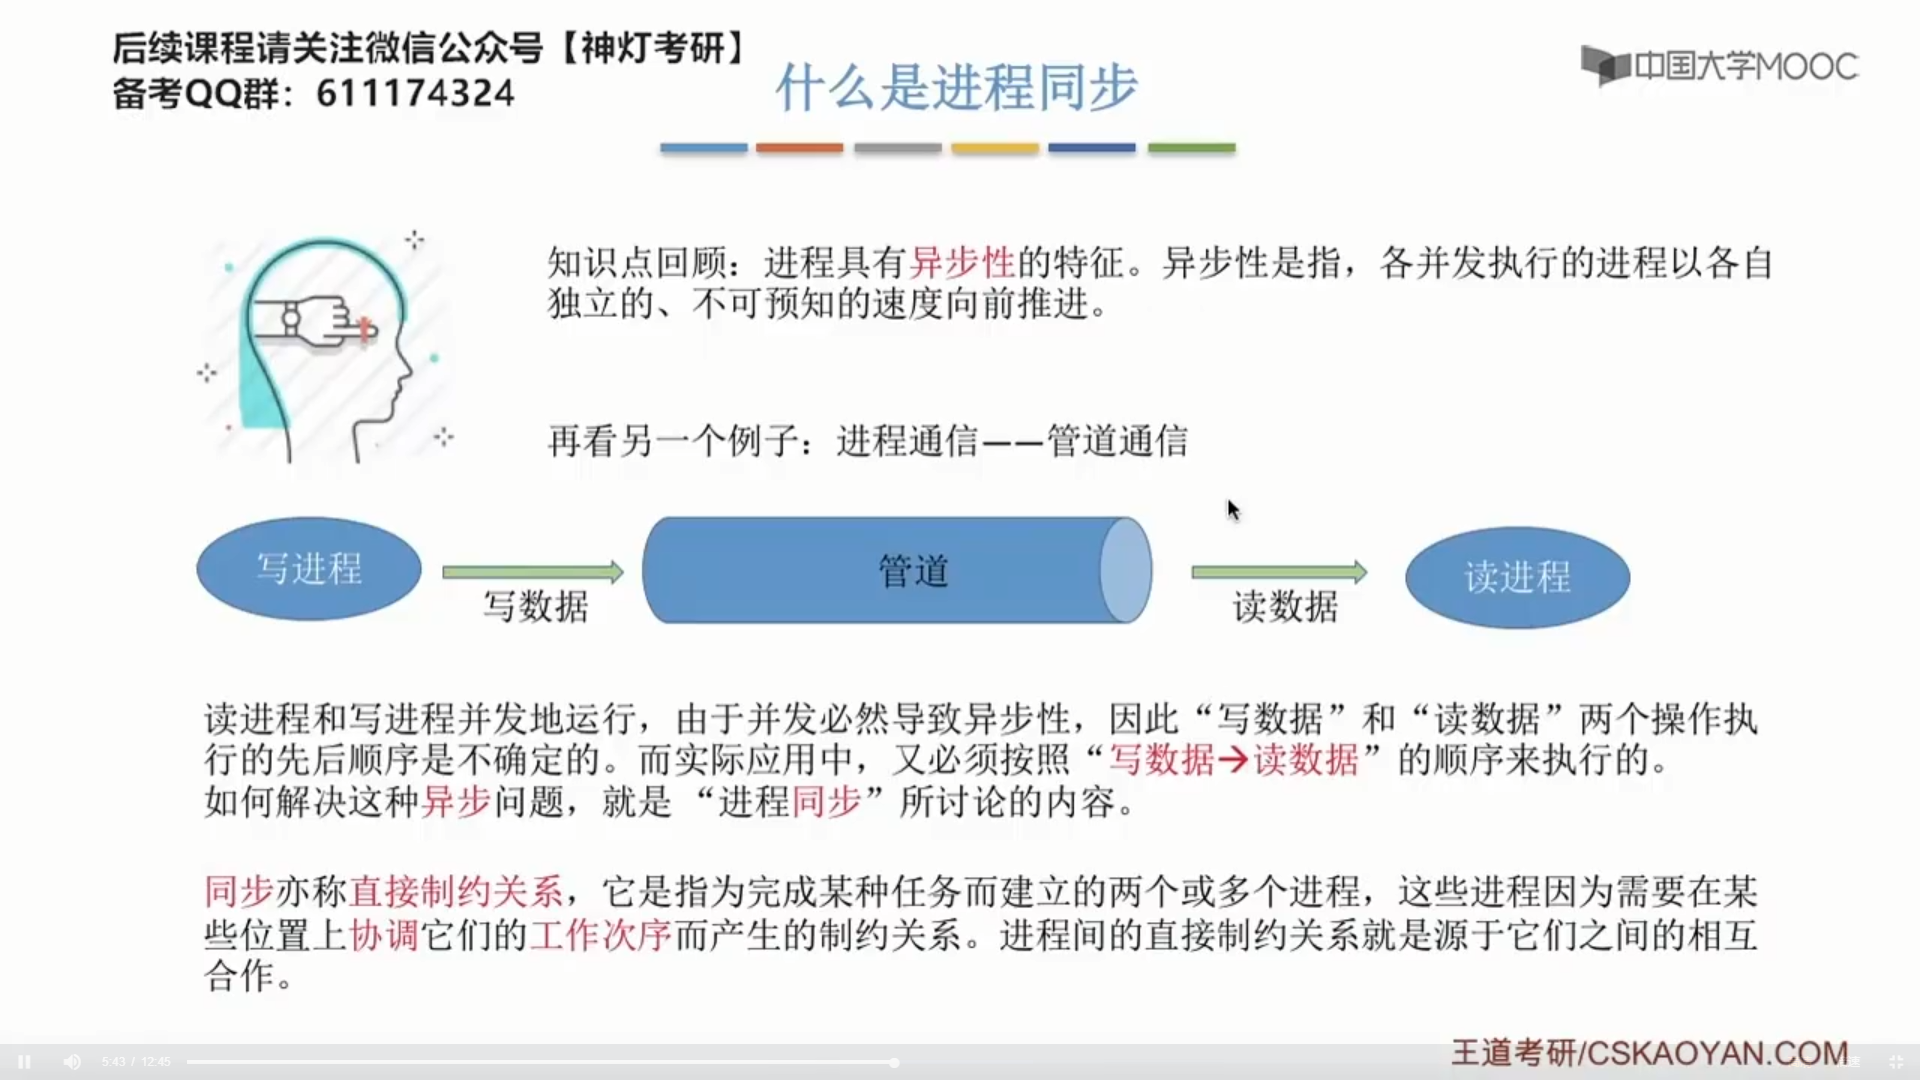 后续课程请关注微信公众号【神灯考研】
备考QQ群：611174324
什么是进程同步
中国大学MOOC
知识点回顾：进程具有异步性的特征。异步性是指，各并发执行的进程以各自
独立的、不可预知的速度向前推进。
再看另一个例子：进程通信——管道通信
写进程
写数据
管道
读数据
读进程
读进程和写进程并发地运行，由于并发必然导致异步性，因此“写数据”和“读数据”两个操作执
行的先后顺序是不确定的。而实际应用中，又必须按照“写数据→读数据”的顺序来执行的。
如何解决这种异步问题，就是 “进程同步”所讨论的内容。
同步亦称直接制约关系，它是指为完成某种任务而建立的两个或多个进程，这些进程因为需要在某
些位置上协调它们的工作次序而产生的制约关系。进程间的直接制约关系就是源于它们之间的相互
合作。
王道考研/CSKAOYAN.COM
5:43 / 12:45